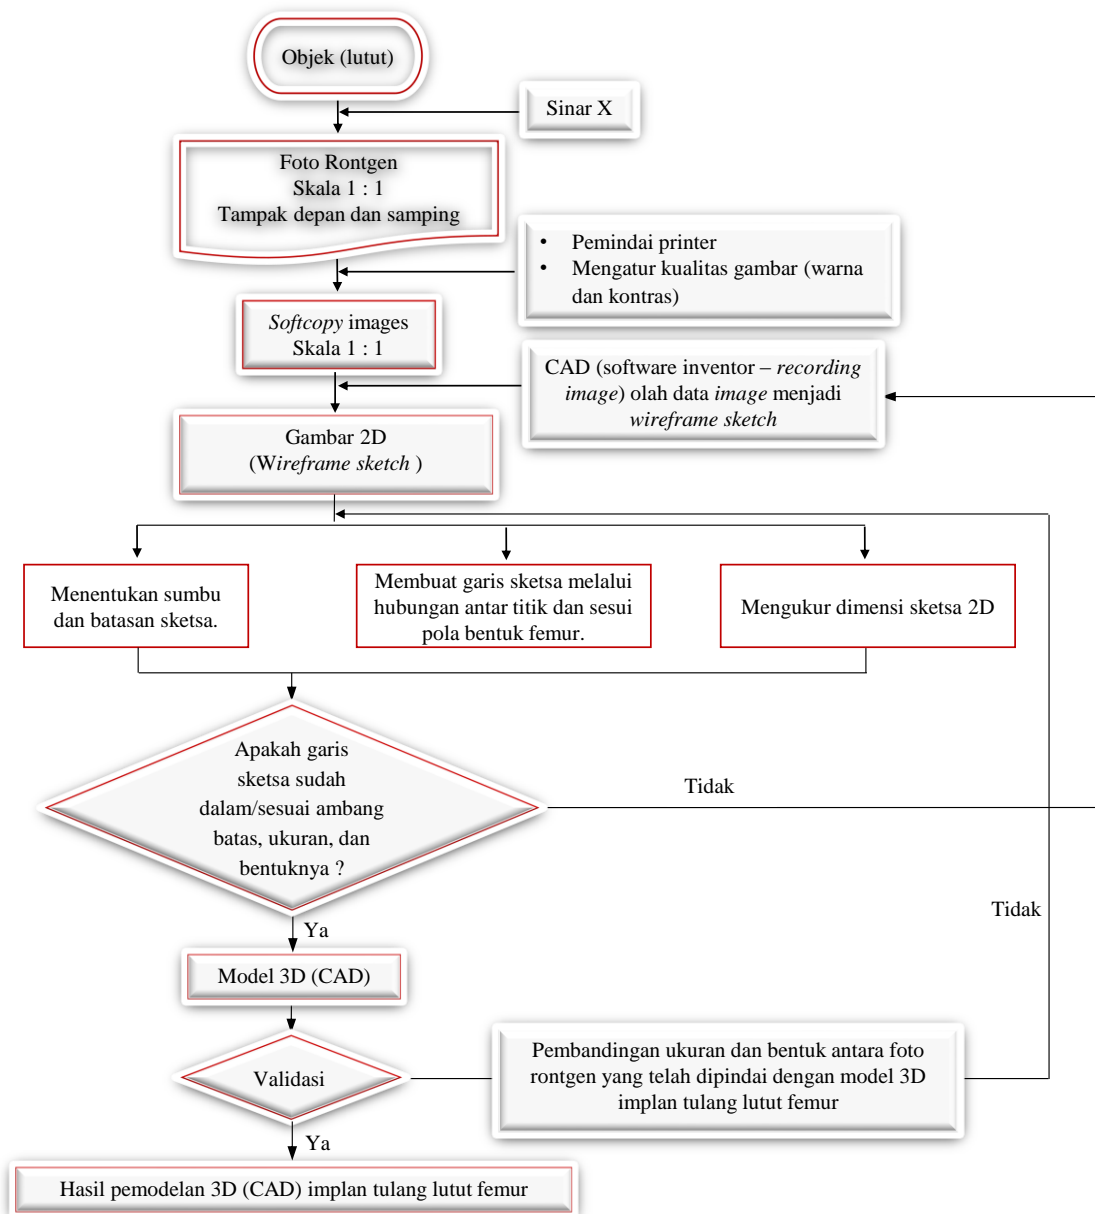 Objek (lutut)
Sinar X
Foto Rontgen
Skala 1 : 1
Tampak depan dan samping
• Pemindai printer
• Mengatur kualitas gambar (warna
dan kontras)
Softcopy images
Skala 1 : 1
CAD (software inventor – recording
image) olah data image menjadi
wireframe sketch
Gambar 2D
(Wireframe sketch )
Menentukan sumbu
dan batasan sketsa.
Membuat garis sketsa melalui
hubungan antar titik dan sesui
pola bentuk femur.
Mengukur dimensi sketsa 2D
Apakah garis
sketsa sudah
dalam/sesuai ambang
batas, ukuran, dan
bentuknya ?
Tidak
Tidak
Ya
Model 3D (CAD)
Validasi
Pembandingan ukuran dan bentuk antara foto
rontgen yang telah dipindai dengan model 3D
implan tulang lutut femur
Ya
Hasil pemodelan 3D (CAD) implan tulang lutut femur